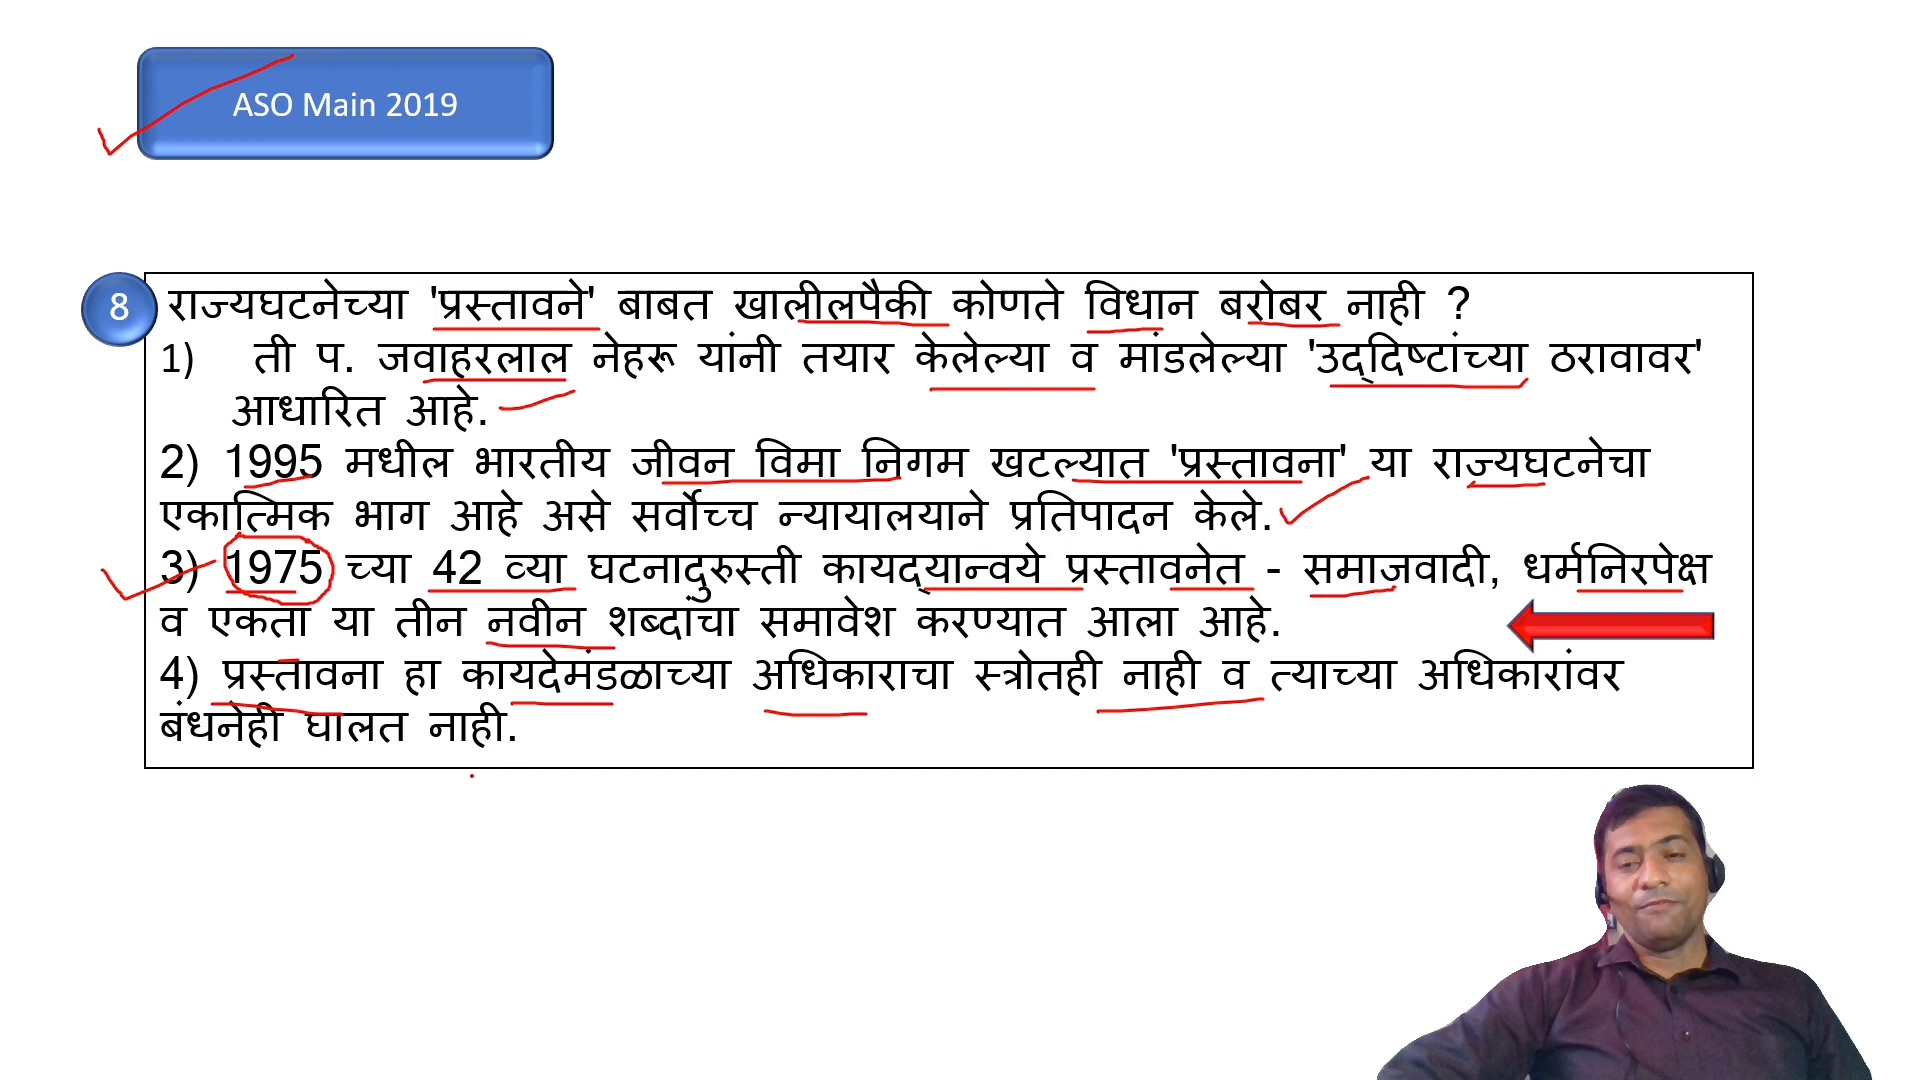 ASO Main 2019
8
राज्यघटनेच्या 'प्रस्तावने' बाबत खालीलपैकी कोणते विधान बरोबर नाही ?
1) ती प. जवाहरलाल नेहरू यांनी तयार केलेल्या व मांडलेल्या 'उद्दिष्टांच्या ठरावावर'
आधारित आहे.
2) 1995 मधील भारतीय जीवन विमा निगम खटल्यात 'प्रस्तावना' या राज्यघटनेचा
एकात्मिक भाग आहे असे सर्वोच्च न्यायालयाने प्रतिपादन केले.
3) 1975 च्या 42 व्या घटनादुरुस्ती कायद्यान्वये प्रस्तावनेत - समाजवादी, धर्मनिरपेक्ष
व एकता या तीन नवीन शब्दांचा समावेश करण्यात आला आहे.
4) प्रस्तावना हा कायदेमंडळाच्या अधिकाराचा स्त्रोतही नाही व त्याच्या अधिकारांवर
बंधनेही घालत नाही.